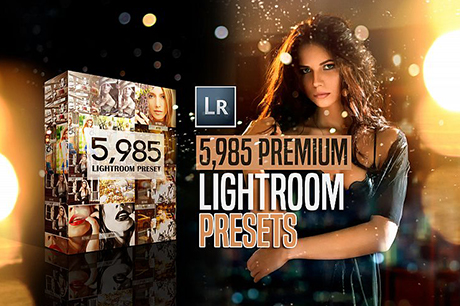 5,985
LIGHTROOM PRESET
LR
5,985 PREMIUM
LIGHTROOM
PRESETS